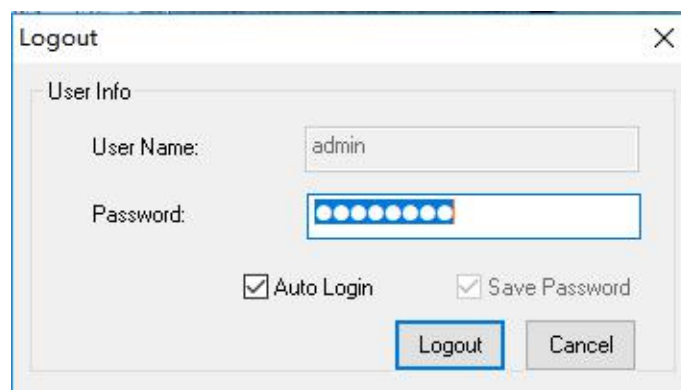 Logout
User Info
User Name: admin
Password: ●●●●●●●●
Auto Login Save Password
Logout Cancel